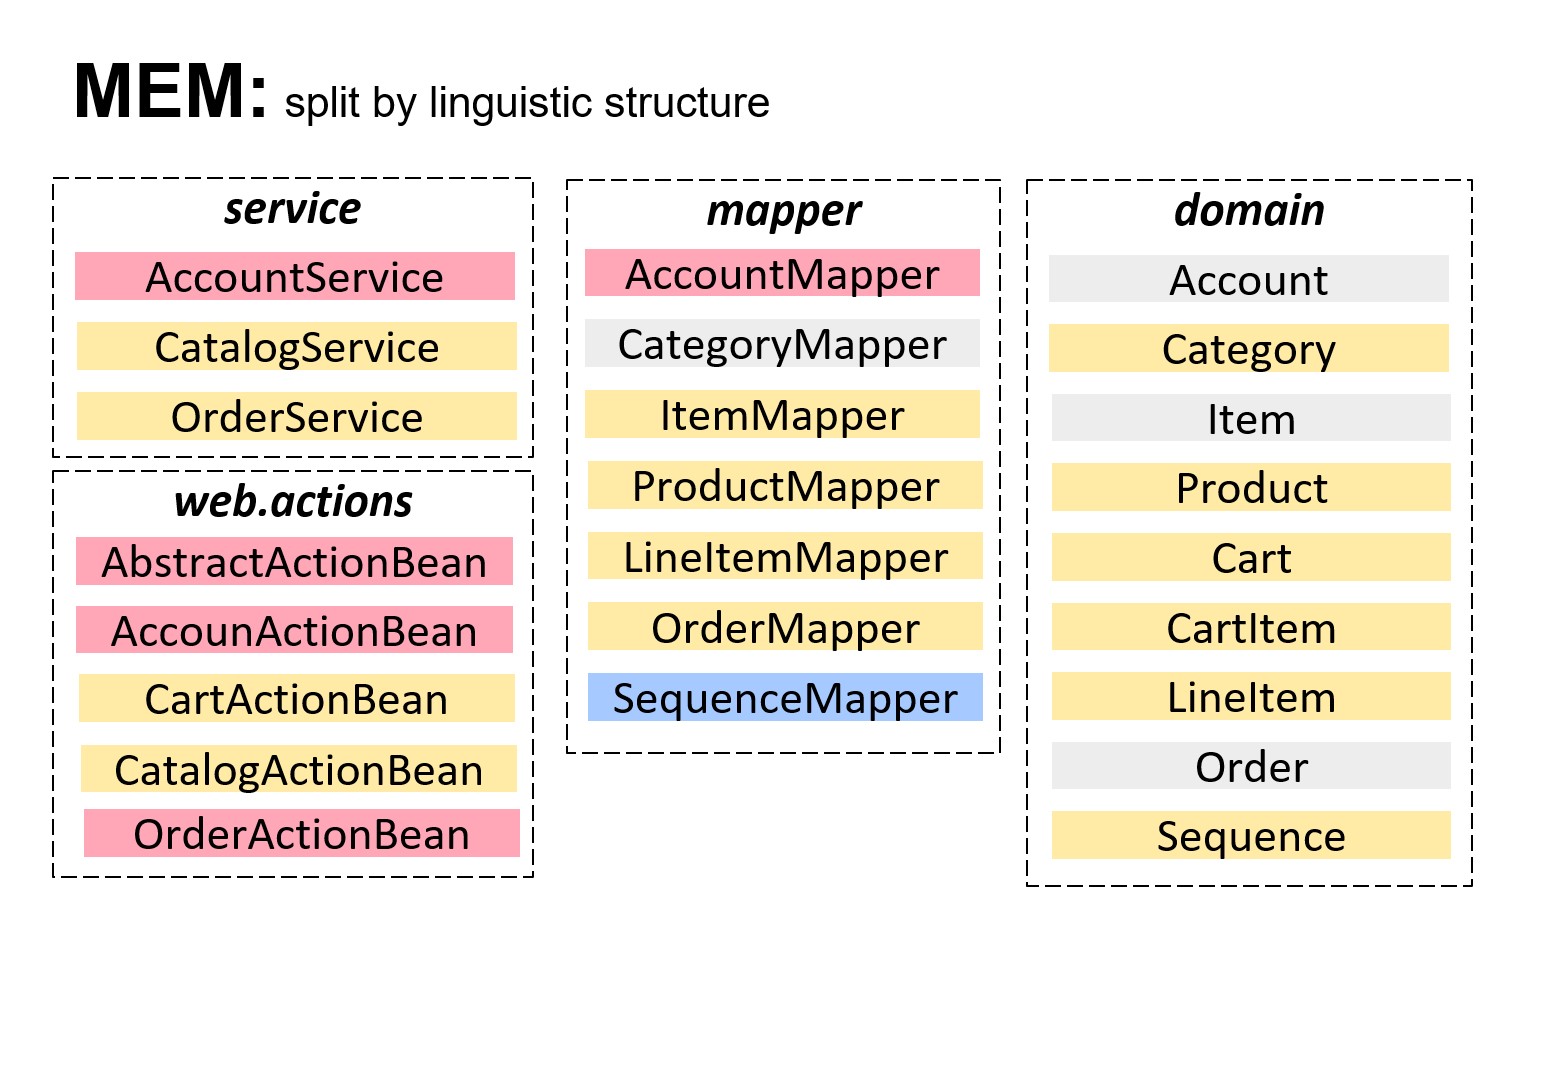 MEM: split by linguistic structure
service
AccountService
CatalogService
OrderService
web.actions
AbstractActionBean
AccounActionBean
CartActionBean
CatalogActionBean
OrderActionBean
mapper
AccountMapper
CategoryMapper
ItemMapper
ProductMapper
LineItemMapper
OrderMapper
SequenceMapper
domain
Account
Category
Item
Product
Cart
CartItem
LineItem
Order
Sequence